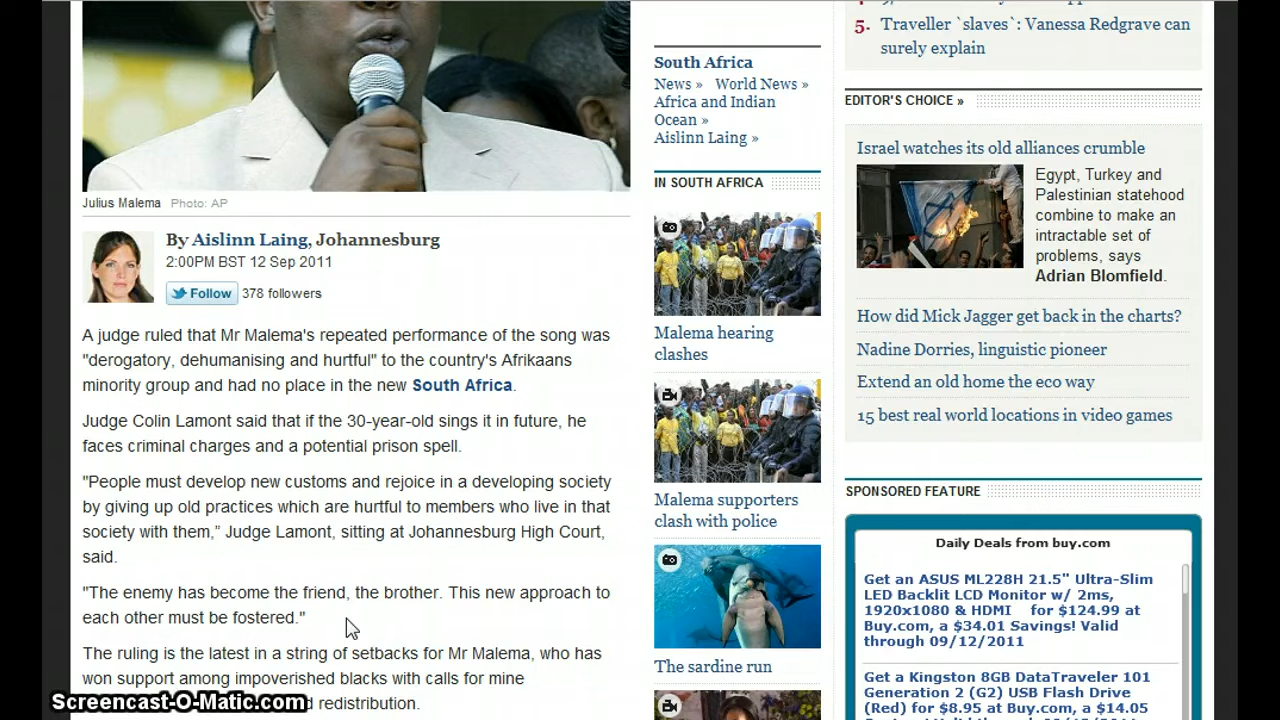 5. Traveller `slaves`: Vanessa Redgrave can
surely explain
South Africa
News » World News »
Africa and Indian
Ocean »
Aislinn Laing »
EDITOR'S CHOICE »
Israel watches its old alliances crumble
Egypt, Turkey and
Palestinian statehood
combine to make an
intractable set of
problems, says
Adrian Blomfield.
How did Mick Jagger get back in the charts?
Nadine Dorries, linguistic pioneer
Extend an old home the eco way
15 best real world locations in video games
IN SOUTH AFRICA
Malema hearing
clashes
Malema supporters
clash with police
The sardine run
Julius Malema Photo: AP
By Aislinn Laing, Johannesburg
2:00PM BST 12 Sep 2011
Follow 378 followers
A judge ruled that Mr Malema's repeated performance of the song was
"derogatory, dehumanising and hurtful" to the country's Afrikaans
minority group and had no place in the new South Africa.
Judge Colin Lamont said that if the 30-year-old sings it in future, he
faces criminal charges and a potential prison spell.
"People must develop new customs and rejoice in a developing society
by giving up old practices which are hurtful to members who live in that
society with them,” Judge Lamont, sitting at Johannesburg High Court,
said.
"The enemy has become the friend, the brother. This new approach to
each other must be fostered."
The ruling is the latest in a string of setbacks for Mr Malema, who has
won support among impoverished blacks with calls for mine
redistribution.
SPONSORED FEATURE
Daily Deals from buy.com
Get an ASUS ML228H 21.5" Ultra-Slim
LED Backlit LCD Monitor w/ 2ms,
1920x1080 & HDMI for $124.99 at
Buy.com, a $34.01 Savings! Valid
through 09/12/2011
Get a Kingston 8GB DataTraveler 101
Generation 2 (G2) USB Flash Drive
(Red) for $8.95 at Buy.com, a $14.05
Screencast-O-Matic.com